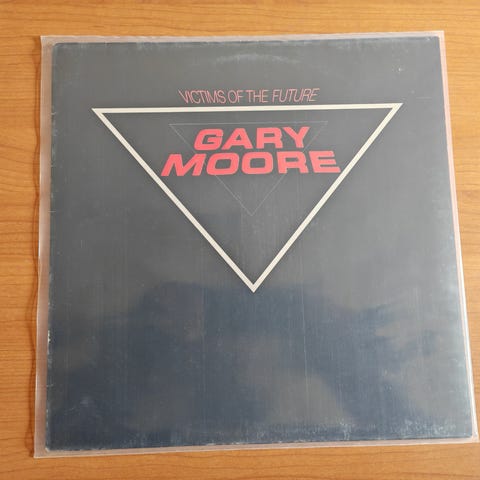 VICTIMS OF THE FUTURE
GARY
MOORE